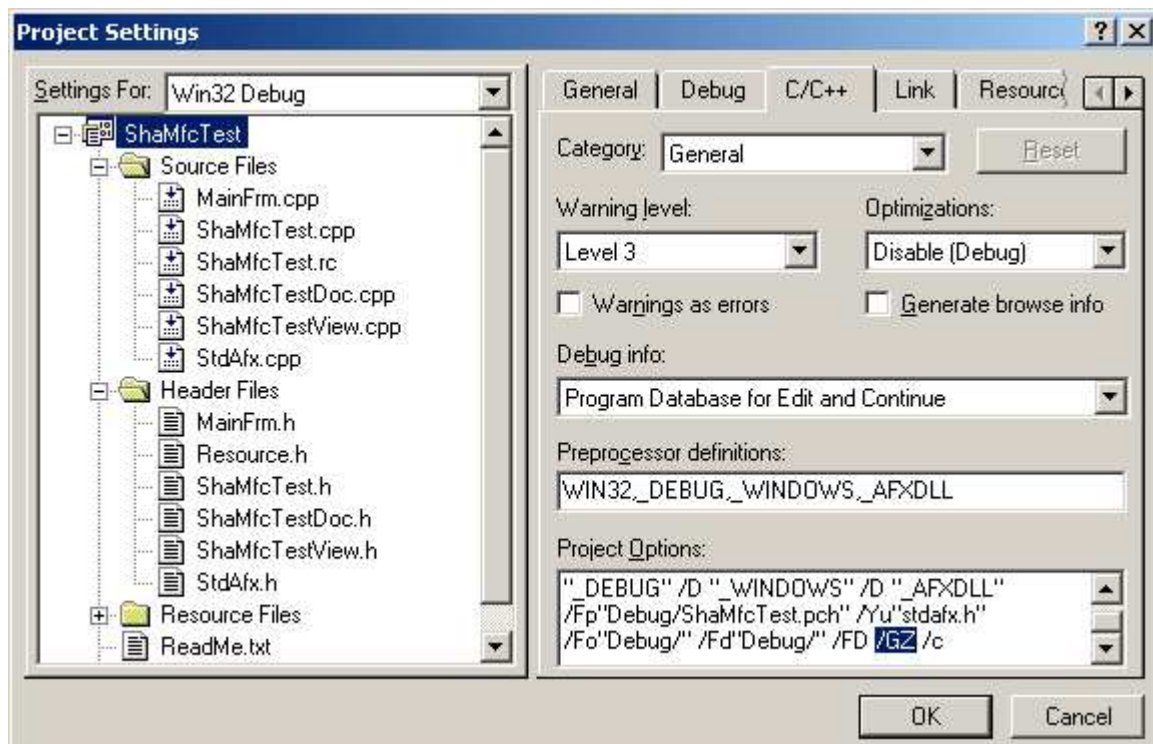 Project Settings
Settings For: Win32 Debug
ShaMfcTest
Source Files
MainFrm.cpp
ShaMfcTest.cpp
ShaMfcTest.rc
ShaMfcTestDoc.cpp
ShaMfcTestView.cpp
StdAfx.cpp
Header Files
MainFrm.h
Resource.h
ShaMfcTest.h
ShaMfcTestDoc.h
ShaMfcTestView.h
StdAfx.h
Resource Files
ReadMe.txt
General Debug C/C++ Link Resourc
Category: General Reset
Warning level: Optimizations:
Level 3 Disable (Debug)
Warnings as errors Generate browse info
Debug info:
Program Database for Edit and Continue
Preprocessor definitions:
WIN32,_DEBUG,_WINDOWS,_AFXDLL
Project Options:
"_DEBUG" /D "_WINDOWS" /D "_AFXDLL"
/Fp"Debug/ShaMfcTest.pch" /Yu"stdafx.h"
/Fo"Debug/" /Fd"Debug/" /FD /GZ /c
OK Cancel